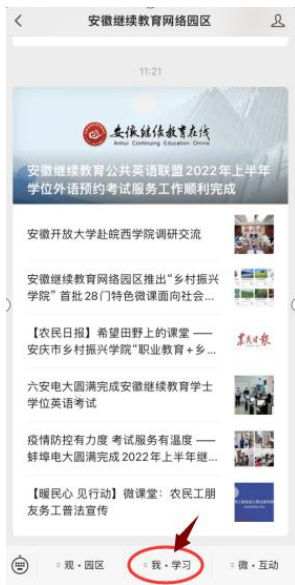 安徽继续教育网络园区
11:21
安徽继续教育在线
Anhui Continuing Education Online
安徽继续教育公共英语联盟2022年上半年
学位外语预约考试服务工作顺利完成
安徽开放大学赴皖西学院调研交流
安徽继续教育网络园区推出“乡村振兴
学院”首批28门特色微课面向社会...
【农民日报】希望田野上的课堂 ——
安庆市乡村振兴学院“职业教育+乡...
农民日报
六安电大圆满完成安徽继续教育学士
学位英语考试
疫情防控有力度 考试服务有温度 ——
蚌埠电大圆满完成2022年上半年继...
【暖民心 见行动】微课堂：农民工朋
友务工普法宣传
观·园区
我·学习
微·互动